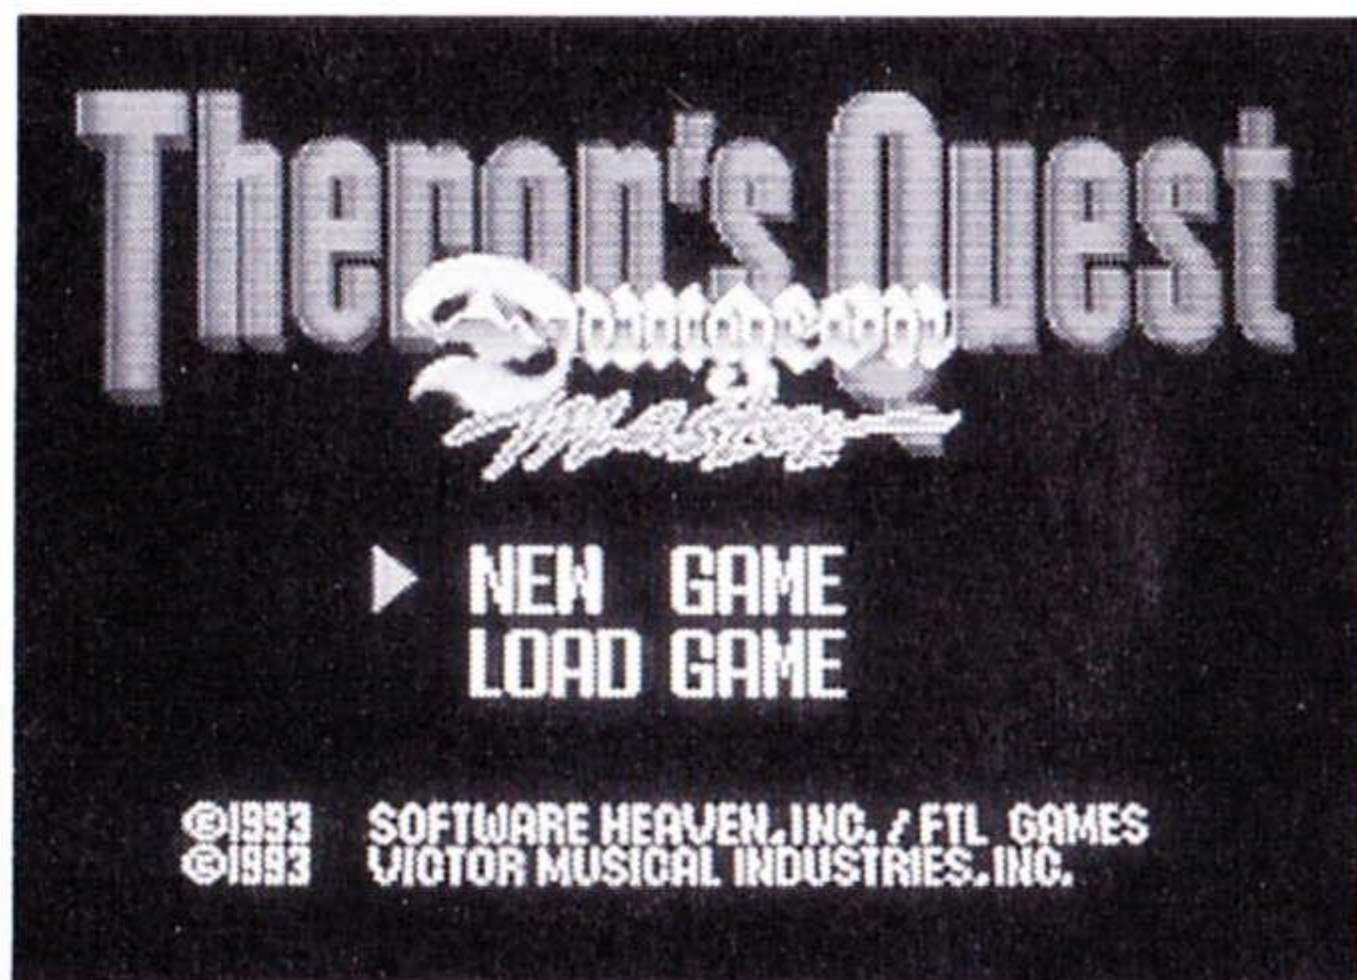 Theron's Quest
Dungeon
Master
NEW GAME
LOAD GAME
©1993 SOFTWARE HEAVEN, INC. / FTL GAMES
©1993 VICTOR MUSICAL INDUSTRIES, INC.